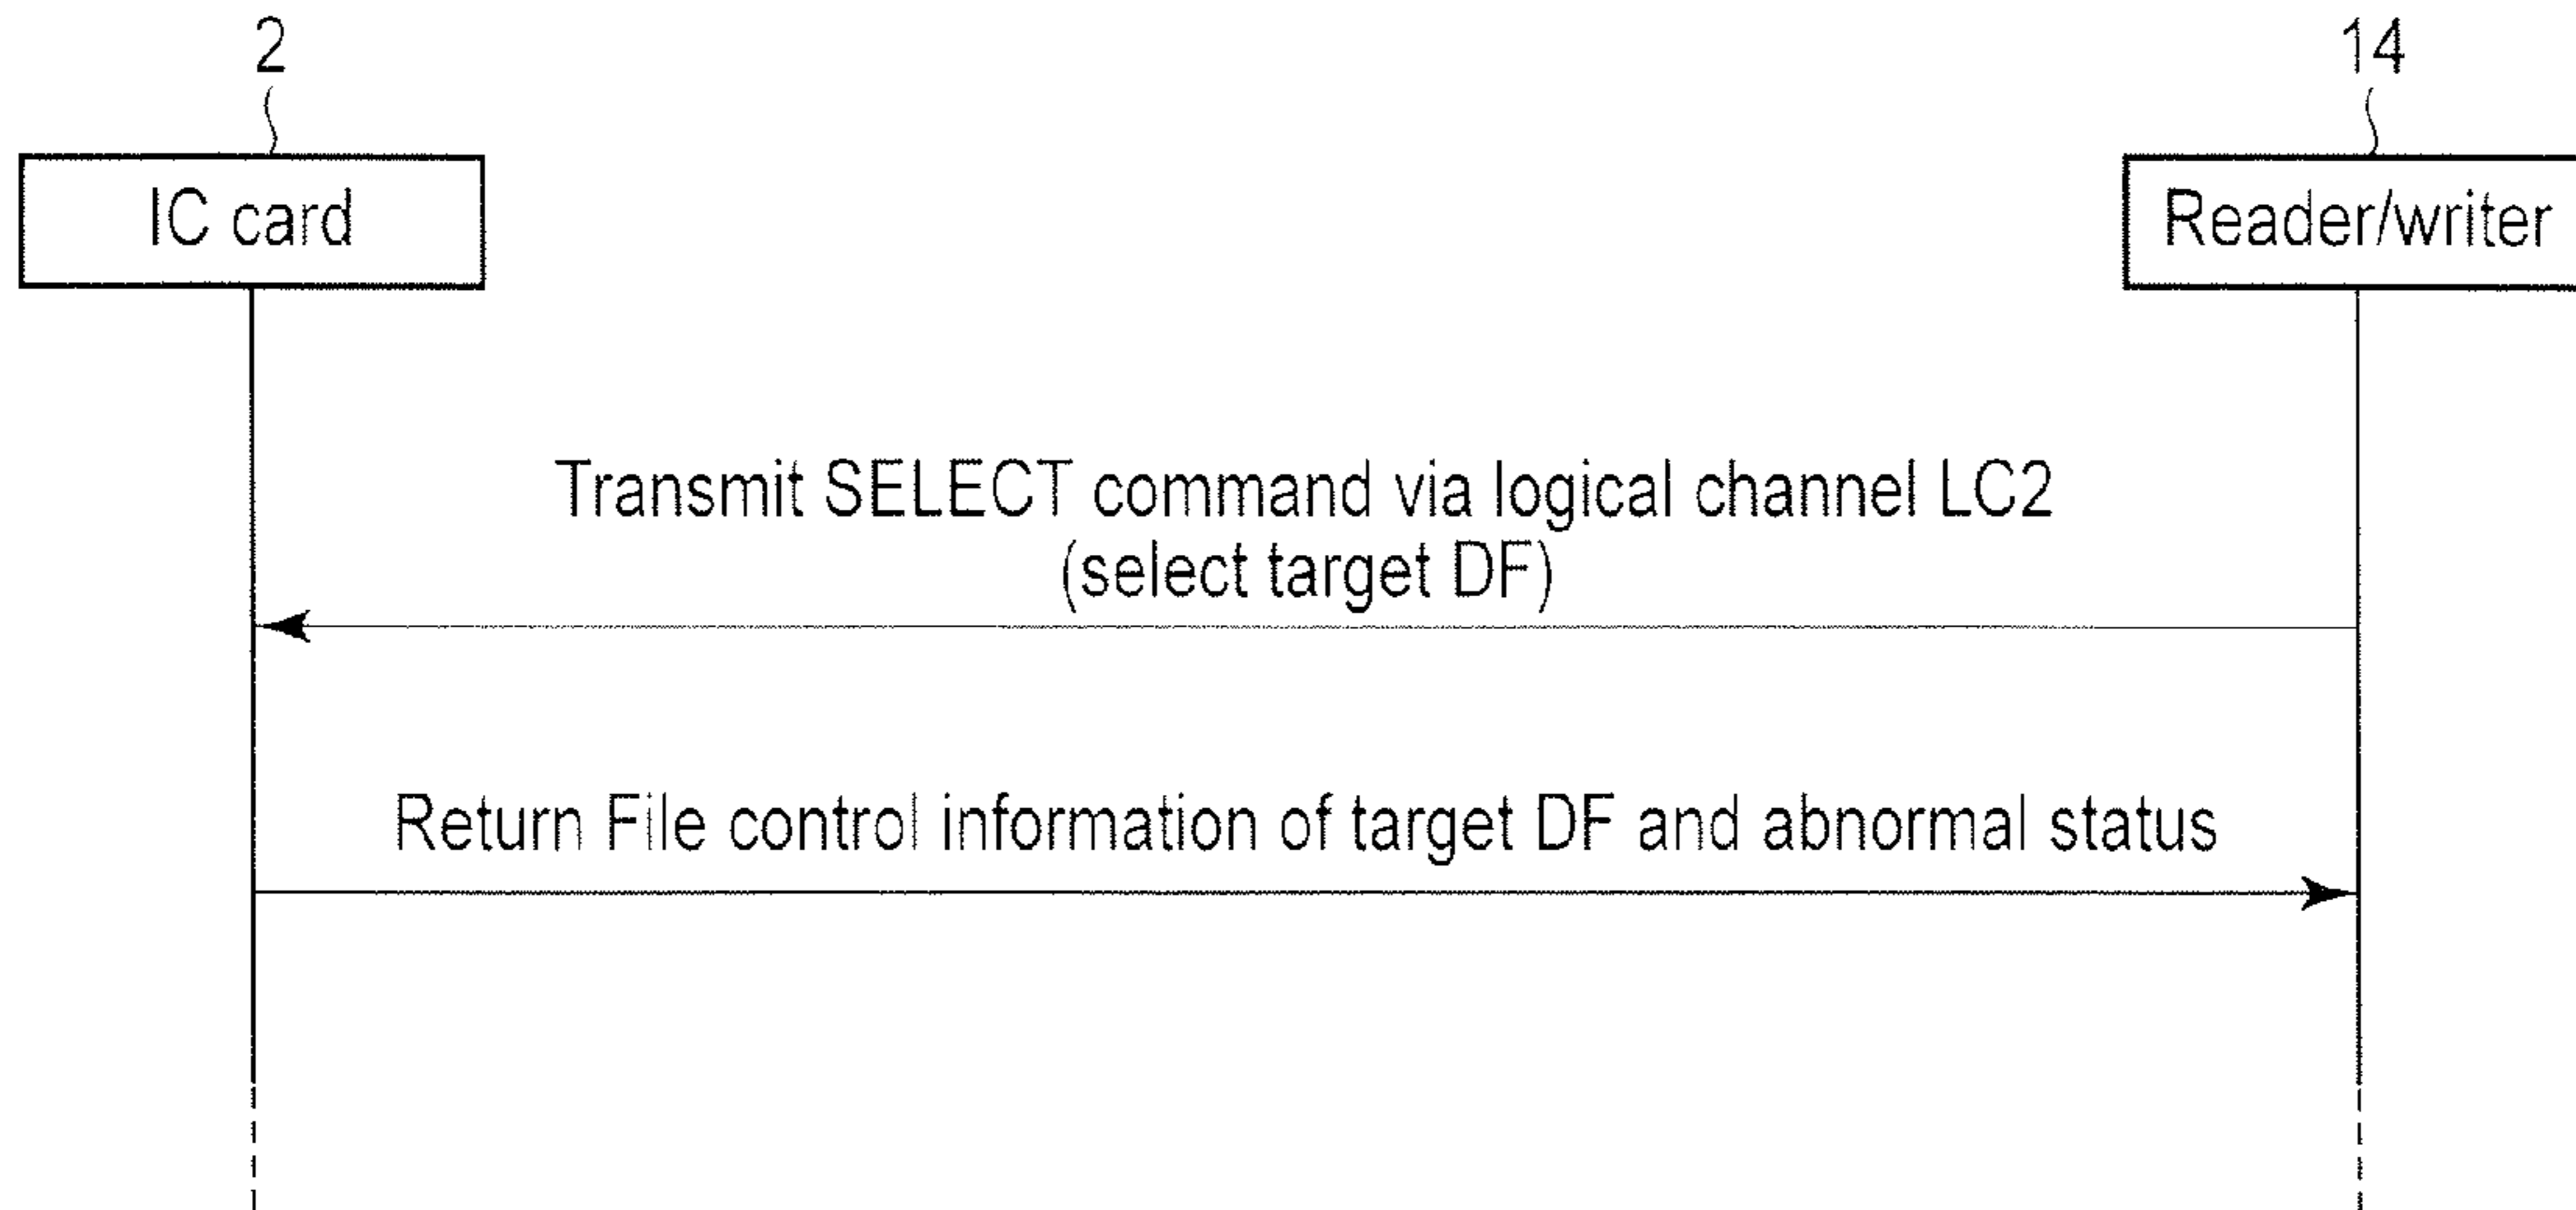 2
14
IC card
Reader/writer
Transmit SELECT command via logical channel LC2
(select target DF)
Return File control information of target DF and abnormal status